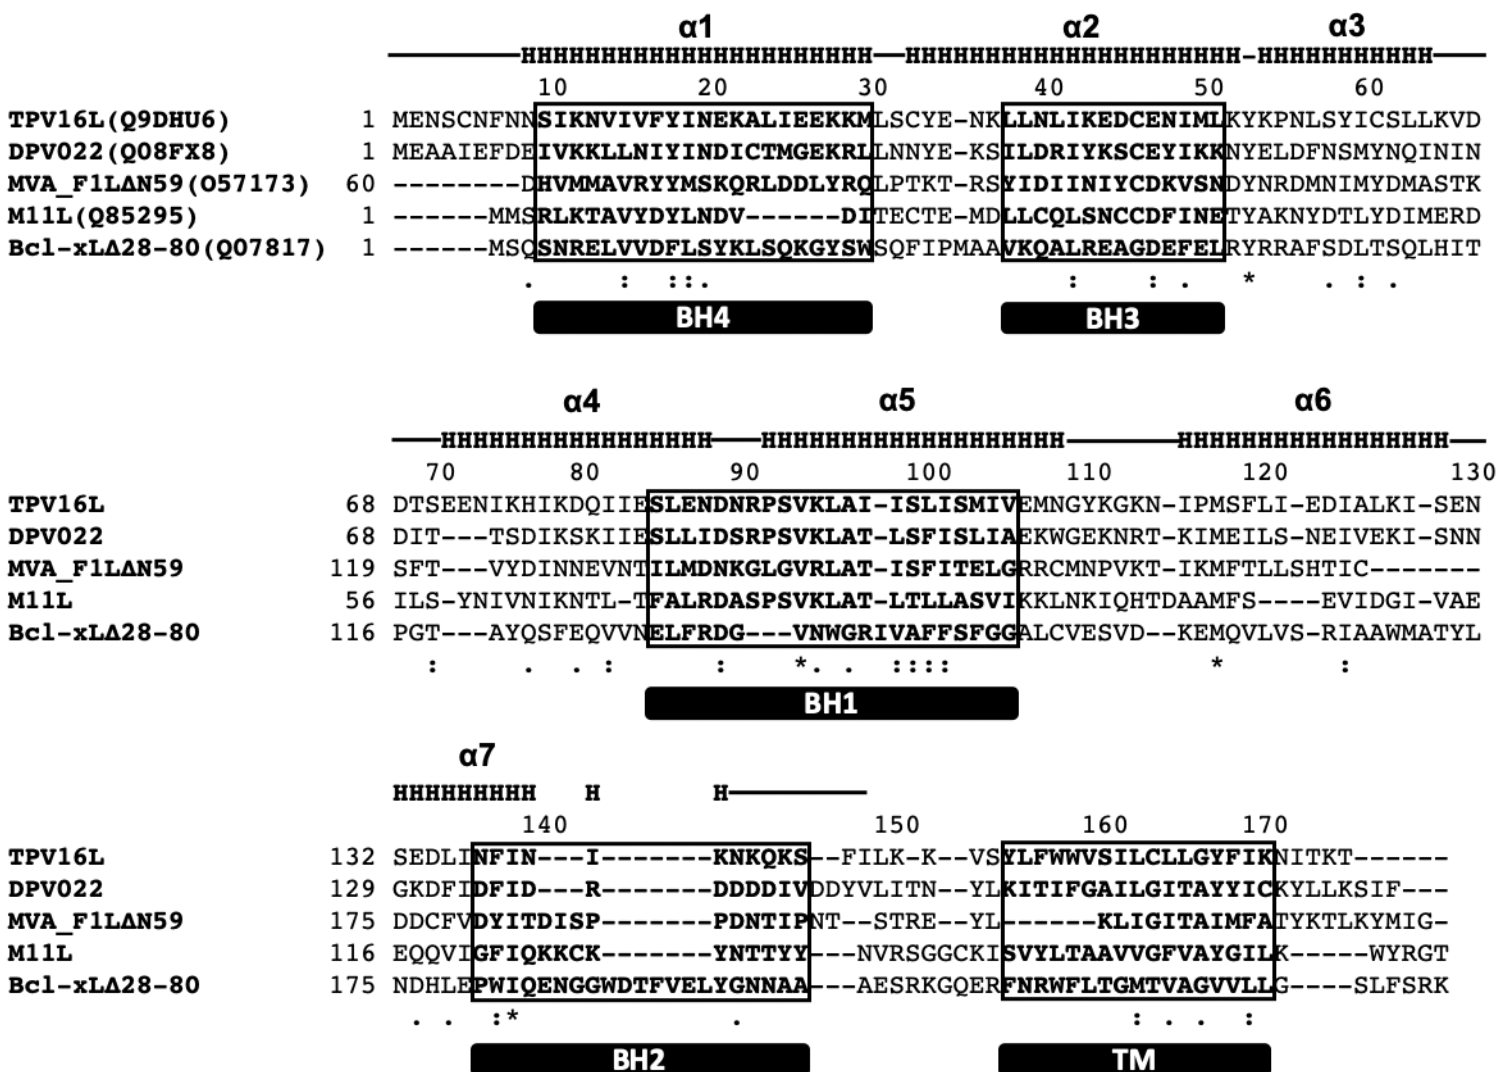 α1 α2 α3
HHHHHHHHHHHHHHHHHHHHHH HHHHHHHHHHHHHHHHHHHHH-HHHHHHHHHHH
10 20 30 40 50 60
TPV16L(Q9DHU6) 1 MENSCNFNNSIKNVIVFYINEKALIEEKKMLSCYE-NKLLNLIKEDCENIMLKYKPNLSYICSLLKVD
DPV022(Q08FX8) 1 MEAAIEFDEIVKKLLNIYINDICTMGEKRLLNNYE-KSILDRIYKSCEYIKKNYELDFNSMYNQININ
MVA_F1LΔN59(O57173) 60 --------DHVMMAVRYYMSKQRLDDLYRQLPTKT-RSYIDIINIYCDKVSNDYNRDMNIMYDMASTK
M11L(Q85295) 1 ------MMSRLKTAVYDYLNDV------DITECTE-MDLLCQLSNCCDFINETYAKNYDTLYDIMERD
Bcl-xLΔ28-80(Q07817) 1 ------MSQSNRELVVDFLSYKLSQKGYSWSQFIPMAAVKQALREAGDEFELRYRRAFSDLTSQLHIT
. : ::. : : . * . : .
BH4 BH3
α4 α5 α6
HHHHHHHHHHHHHHHHH HHHHHHHHHHHHHHHHHHH HHHHHHHHHHHHHHHHH
70 80 90 100 110 120 130
TPV16L 68 DTSEENIKHIKDQIIESLENDNRPSVKLAI-ISLISMIVEMNGYKGKN-IPMSFLI-EDIALKI-SEN
DPV022 68 DIT---TSDIKSKIIESLLIDSRPSVKLAT-LSFISLIAEKWGEKNRT-KIMEILS-NEIVEKI-SNN
MVA_F1LΔN59 119 SFT---VYDINNEVNTILMDNKGLGVRLAT-ISFITELGRRCMNPVKT-IKMFTLLSHTIC-------
M11L 56 ILS-YNIVNIKNTL-TFALRDASPSVKLAT-LTLLASVIKKLNKIQHTDAAMFS----EVIDGI-VAE
Bcl-xLΔ28-80 116 PGT---AYQSFEQVVNELFRDG---VNWGRIVAFFSFGGALCVESVD--KEMQVLVS-RIAAWMATYL
: . . : : *. . :::: * :
BH1
α7
HHHHHHHHH H H
140 150 160 170
TPV16L 132 SEDLINFIN---I-------KNKQKS--FILK-K--VSYLFWWVSILCLLGYFIKNITKT------
DPV022 129 GKDFIDFID---R-------DDDDIVDDYVLITN--YLKITIFGAILGITAYYICKYLLKSIF---
MVA_F1LΔN59 175 DDCFVDYITDISP-------PDNTIPNT--STRE--YL------KLIGITAIMFATYKTLKYMIG-
M11L 116 EQQVIGFIQKKCK-------YNTTYY---NVRSGGCKISVYLTAAVVGFVAYGILK-----WYRGT
Bcl-xLΔ28-80 175 NDHLEPWIQENGGWDTFVELYGNNAA---AESRKGQERFNRWFLTGMTVAGVVLLG----SLFSRK
. . :* . : . . :
BH2 TM